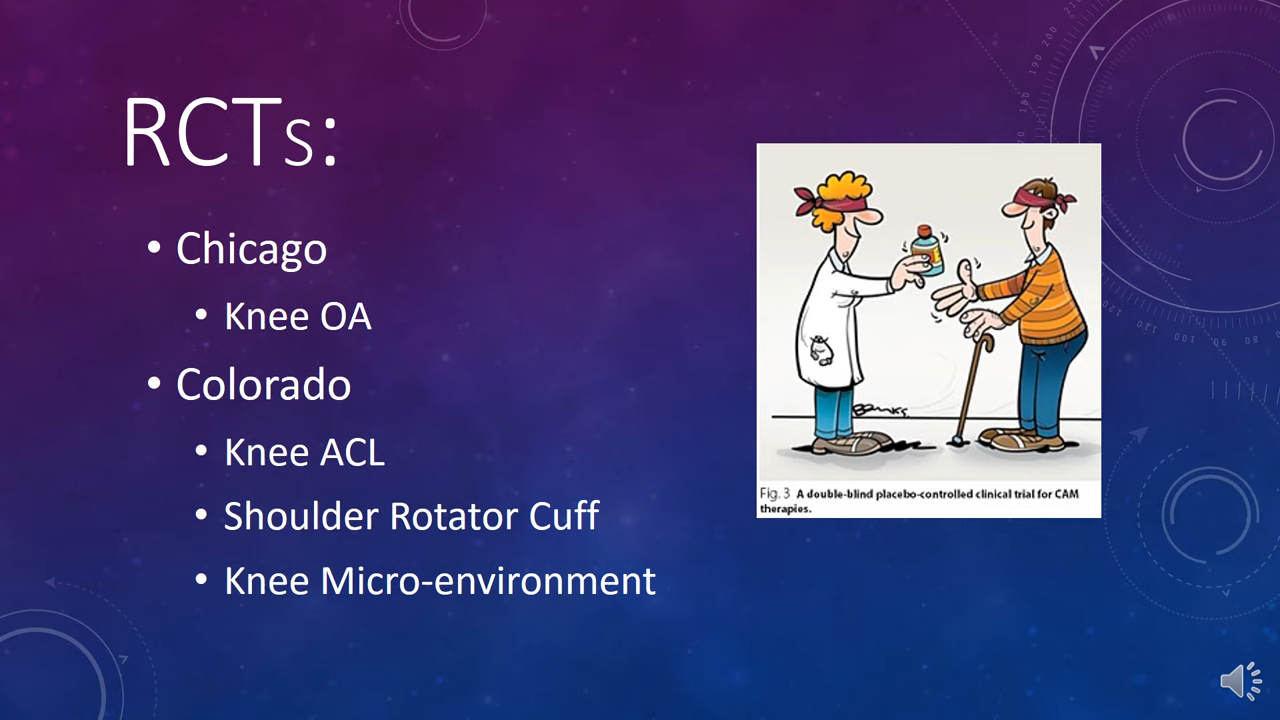 RCTs:
• Chicago
• Knee OA
• Colorado
• Knee ACL
• Shoulder Rotator Cuff
• Knee Micro-environment
Fig. 3 A double-blind placebo-controlled clinical trial for CAM
therapies.